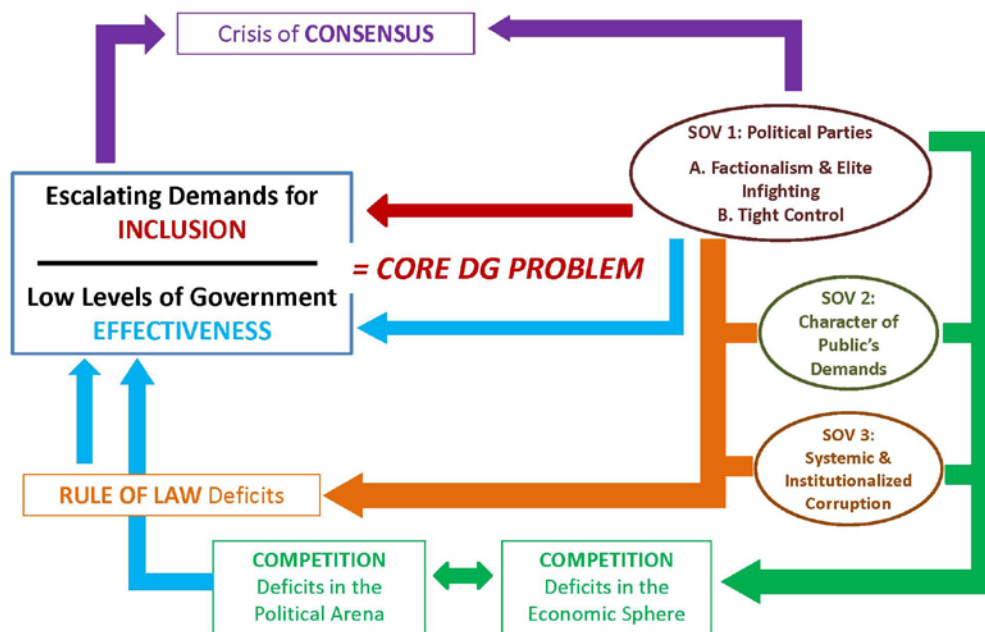 Crisis of CONSENSUS
SOV 1: Political Parties
A. Factionalism & Elite
Infighting
B. Tight Control
Escalating Demands for
INCLUSION
= CORE DG PROBLEM
Low Levels of Government
EFFECTIVENESS
SOV 2:
Character of
Public's
Demands
SOV 3:
Systemic &
Institutionalized
Corruption
RULE OF LAW Deficits
COMPETITION
Deficits in the
Political Arena
COMPETITION
Deficits in the
Economic Sphere